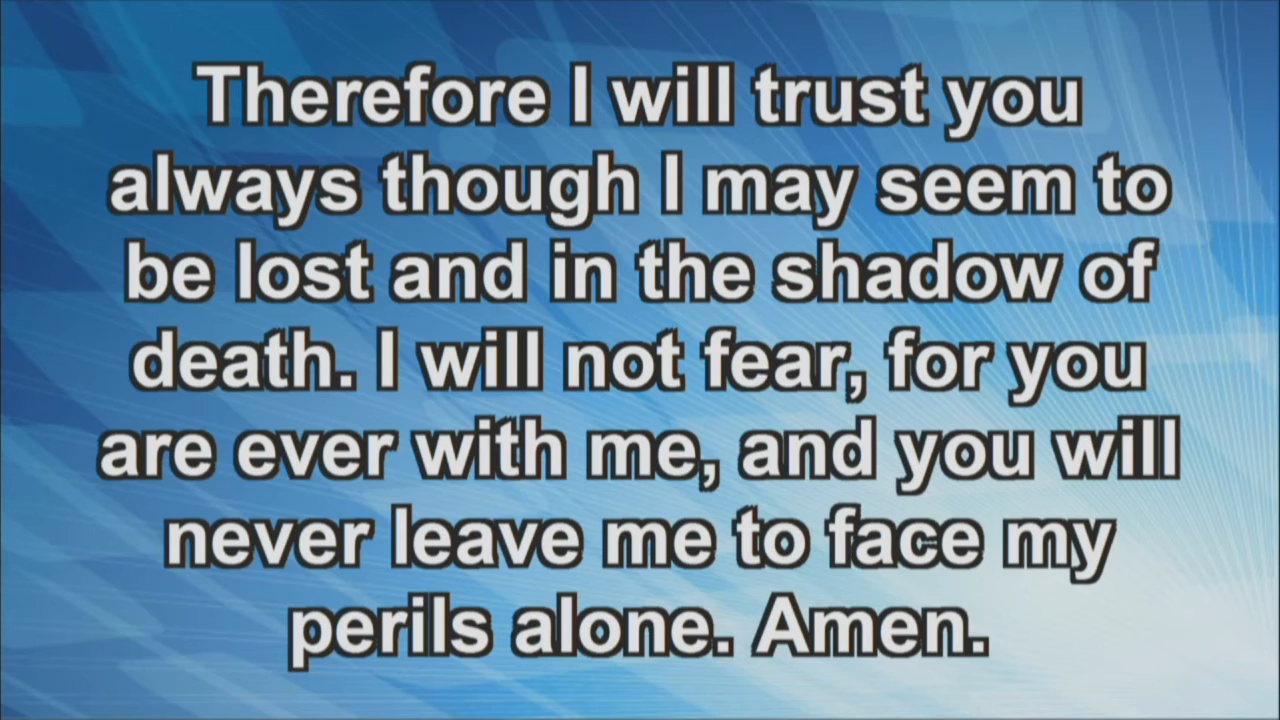 Therefore I will trust you
always though I may seem to
be lost and in the shadow of
death. I will not fear, for you
are ever with me, and you will
never leave me to face my
perils alone. Amen.